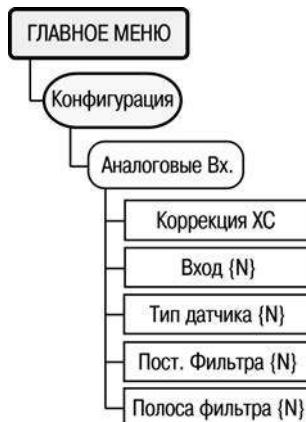 ГЛАВНОЕ МЕНЮ
Конфигурация
Аналоговые Вх.
Коррекция ХС
Вход {N}
Тип датчика {N}
Пост. Фильтра {N}
Полоса фильтра {N}